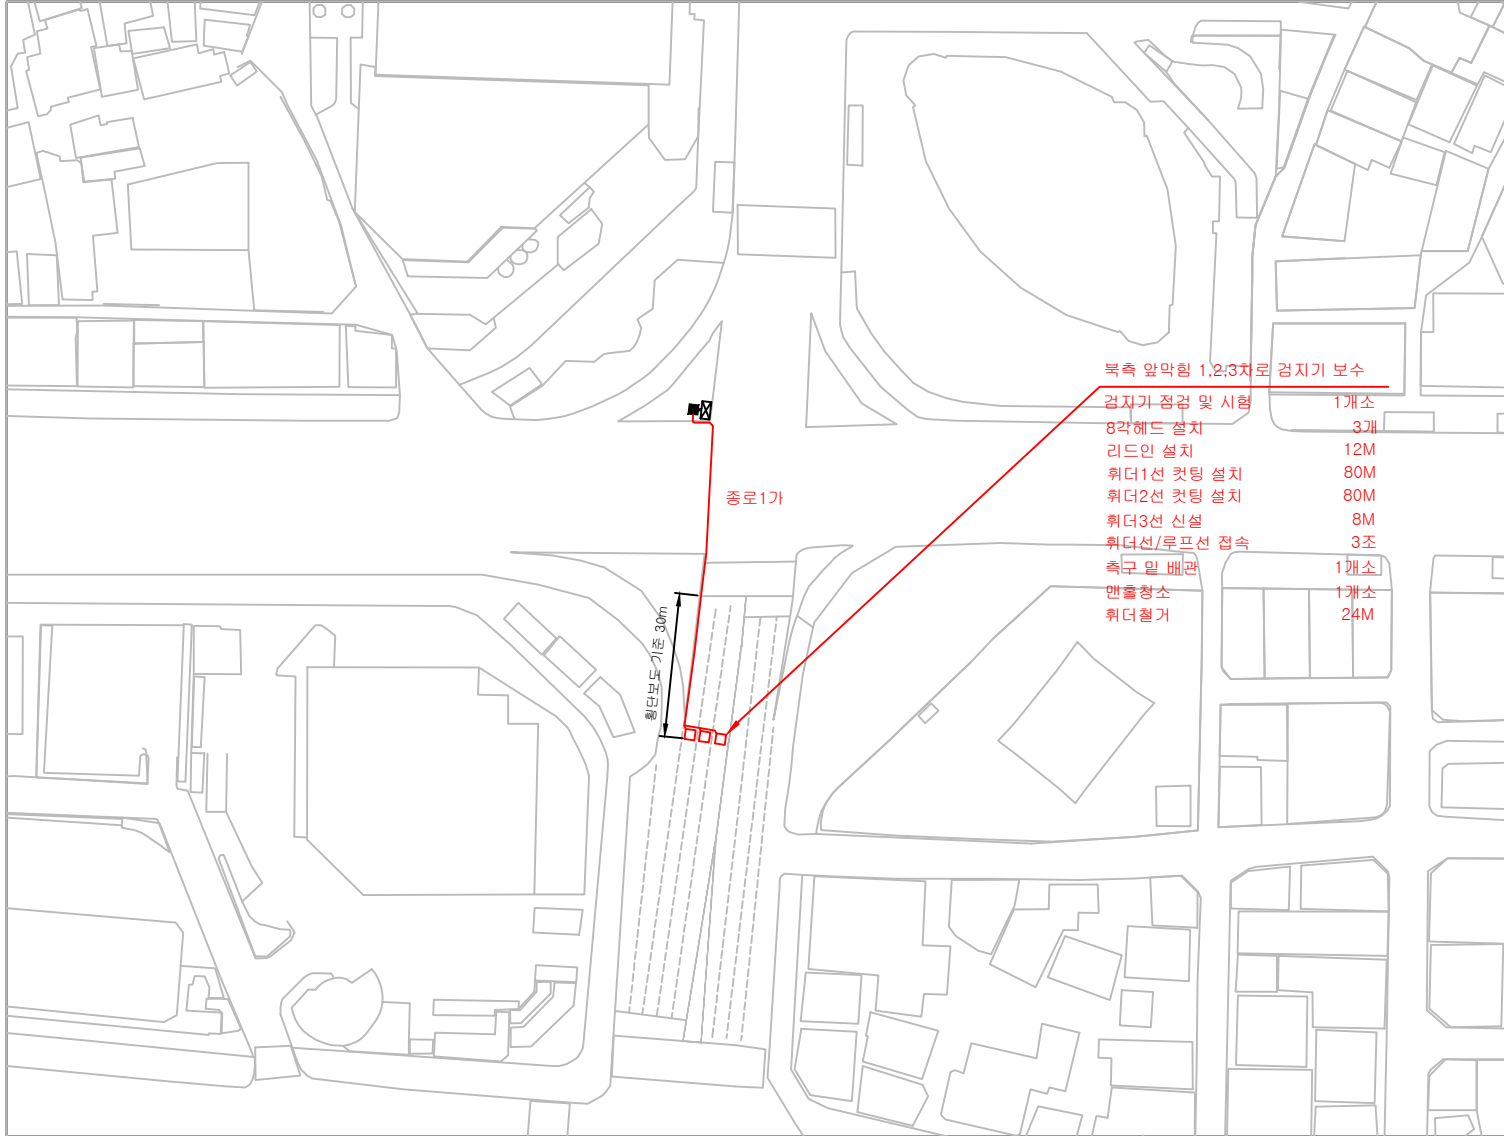 북측 앞막힘 1,2,3차로 검지기 보수
검지기 점검 및 시험 1개소
8각헤드 설치 3개
리드인 설치 12M
휘더1선 컷팅 설치 80M
휘더2선 컷팅 설치 80M
휘더3선 신설 8M
휘더선/루프선 접속 3조
측구 밑 배관 1개소
맨홀청소 1개소
휘더철거 24M
종로1가
횡단보도 기준 30m